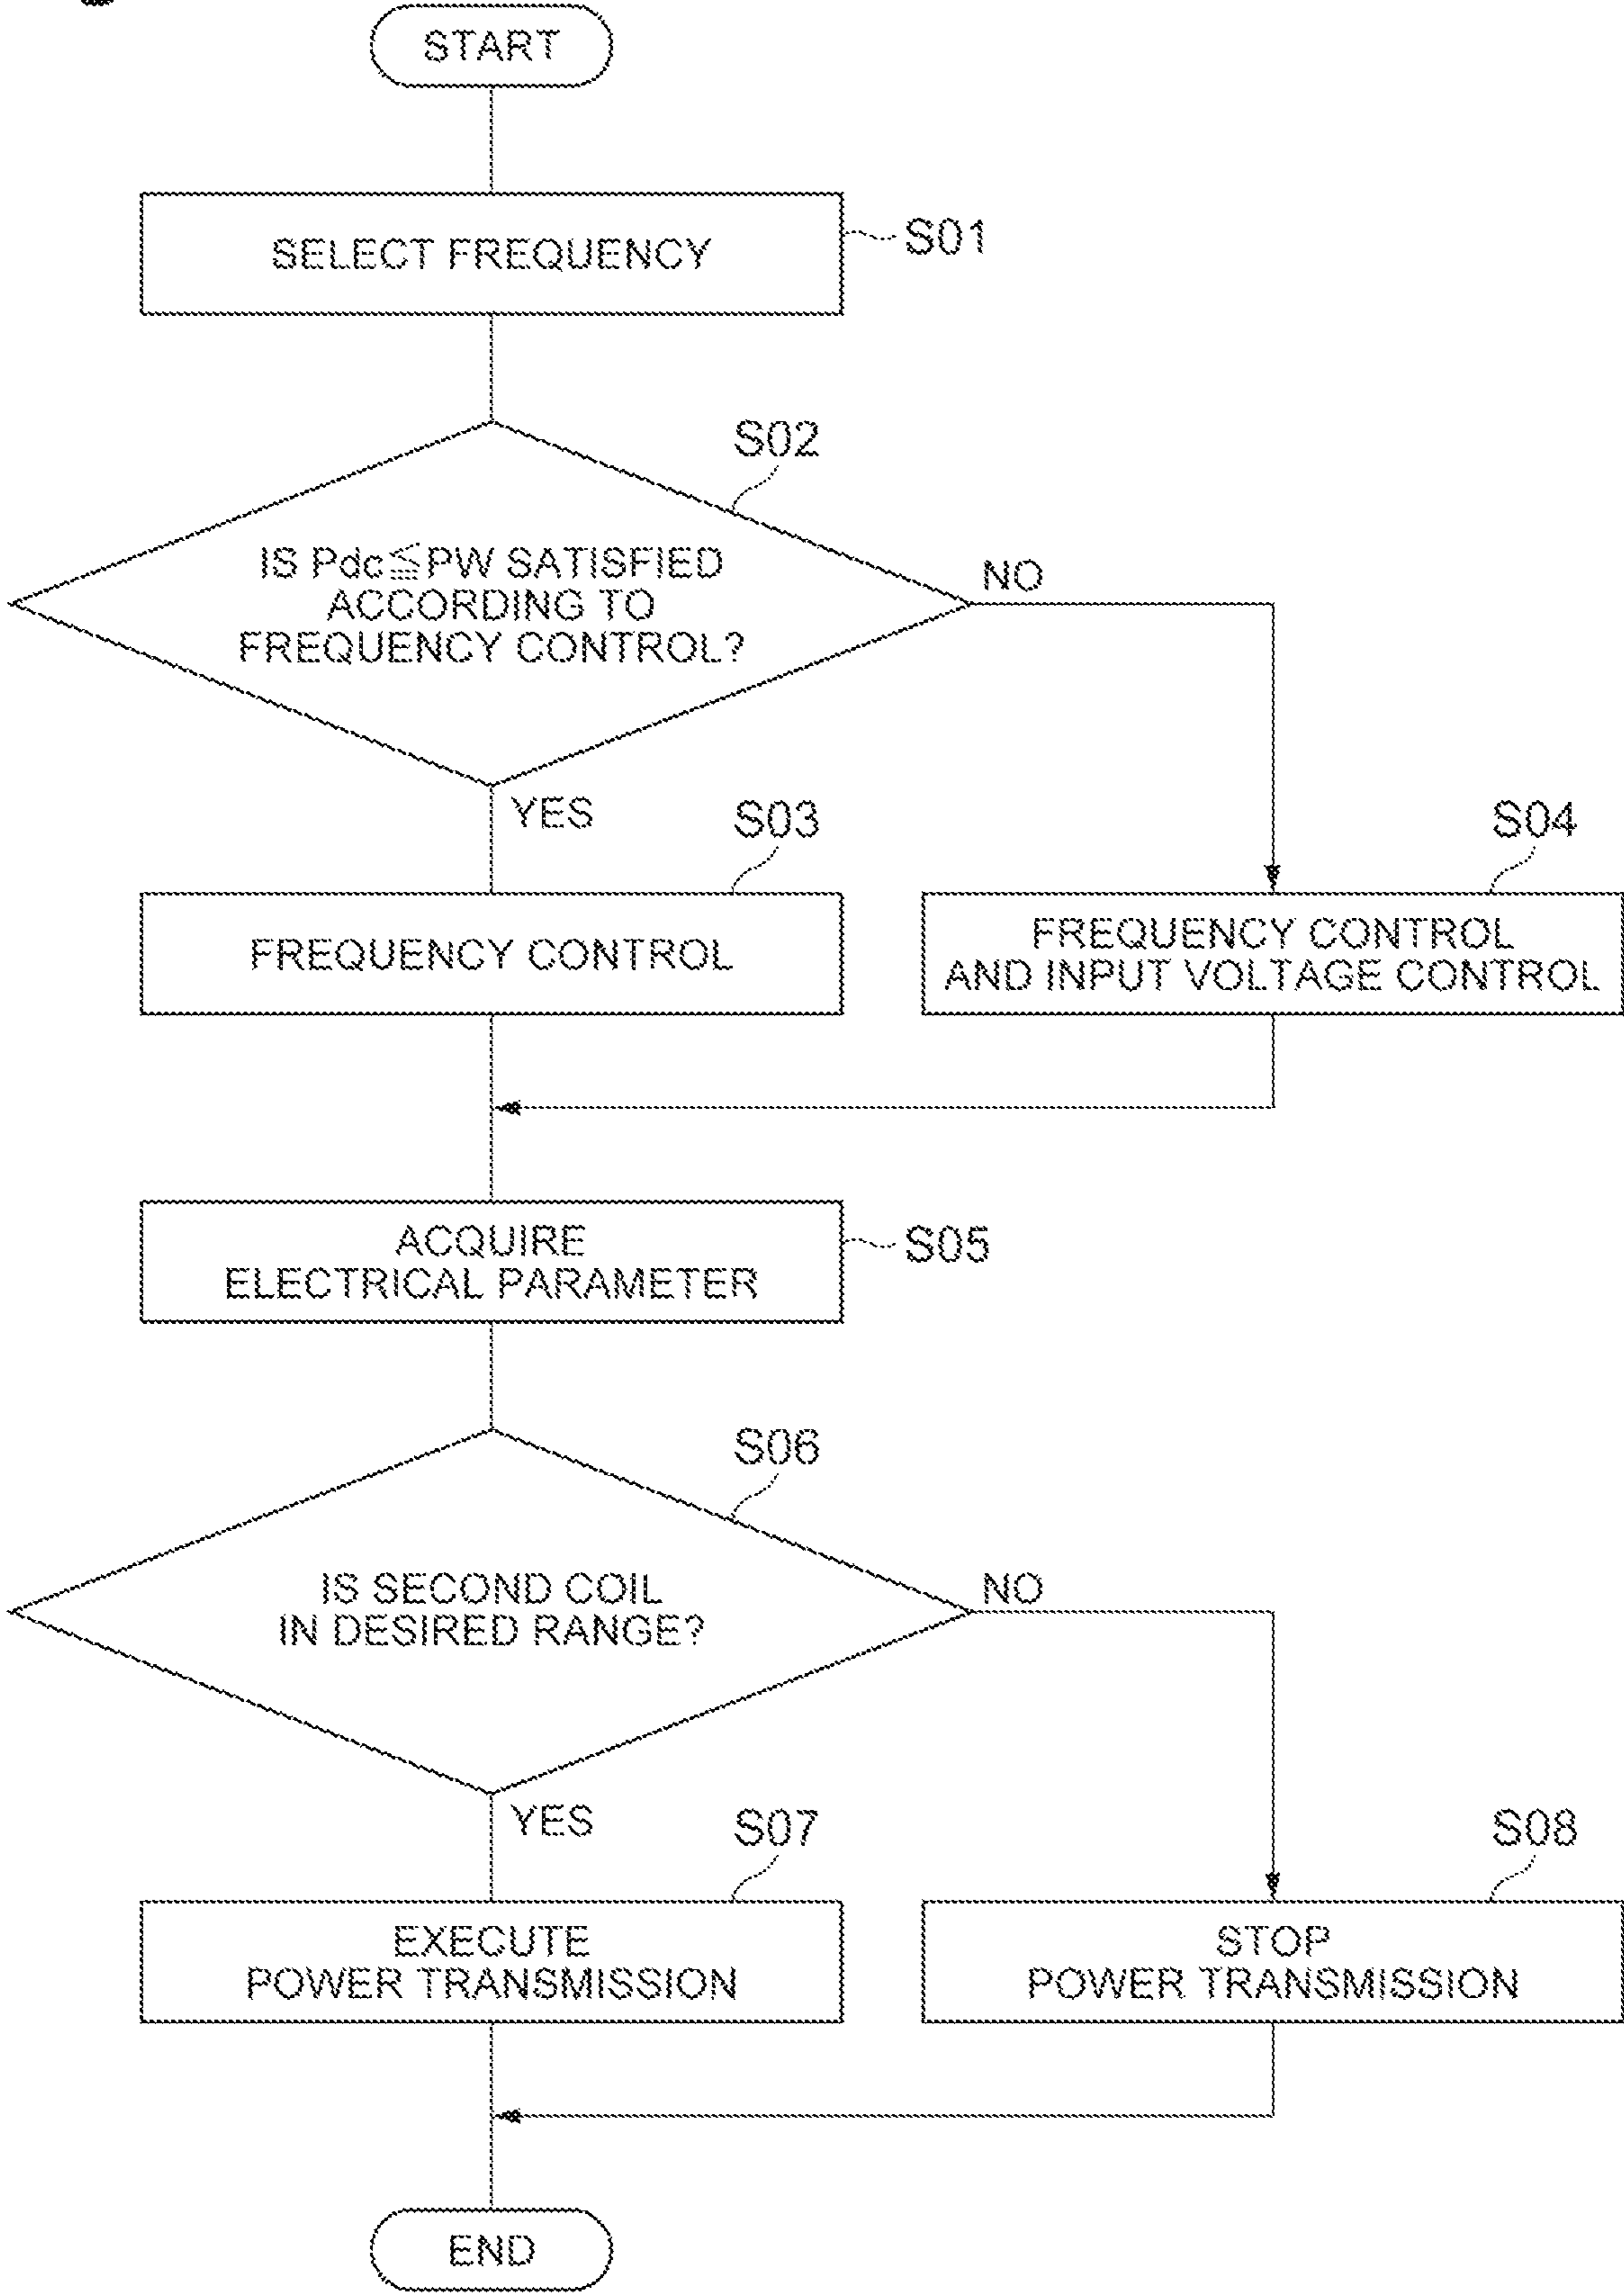 START
SELECT FREQUENCY
S01
S02
IS Pdc≦PW SATISFIED
ACCORDING TO
FREQUENCY CONTROL?
NO
YES
S03
S04
FREQUENCY CONTROL
FREQUENCY CONTROL
AND INPUT VOLTAGE CONTROL
ACQUIRE
ELECTRICAL PARAMETER
S05
S06
IS SECOND COIL
IN DESIRED RANGE?
NO
YES
S07
S08
EXECUTE
POWER TRANSMISSION
STOP
POWER TRANSMISSION
END